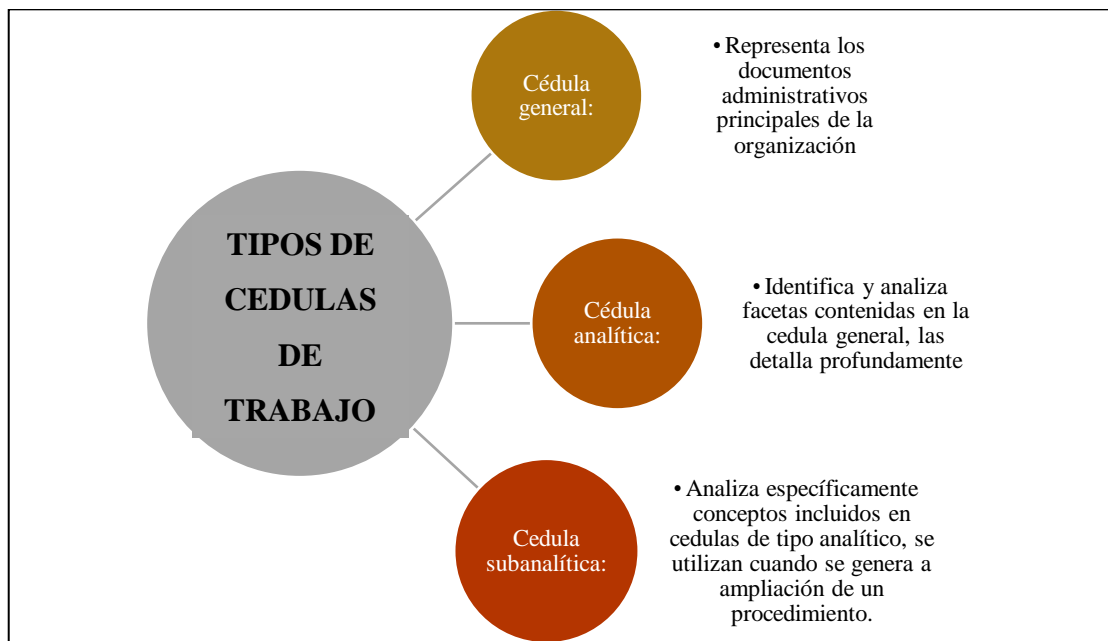 TIPOS DE
CEDULAS
DE
TRABAJO
Cédula
general:
• Representa los
documentos
administrativos
principales de la
organización
Cédula
analítica:
• Identifica y analiza
facetas contenidas en la
cedula general, las
detalla profundamente
Cedula
subanalítica:
• Analiza específicamente
conceptos incluidos en
cedulas de tipo analítico, se
utilizan cuando se genera a
ampliación de un
procedimiento.